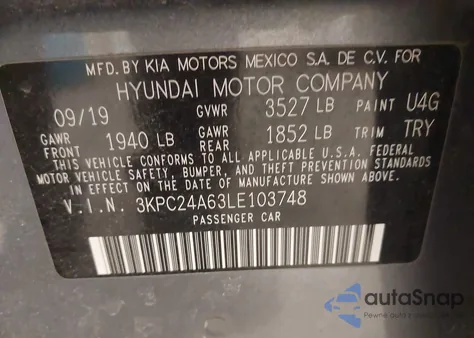 MFD. BY KIA MOTORS MEXICO S.A. DE C.V. FOR
HYUNDAI MOTOR COMPANY
09/19 GVWR 3527 LB PAINT U4G
GAWR FRONT 1940 LB GAWR REAR 1852 LB TRIM TRY
THIS VEHICLE CONFORMS TO ALL APPLICABLE U.S.A. FEDERAL
MOTOR VEHICLE SAFETY, BUMPER, AND THEFT PREVENTION STANDARDS
IN EFFECT ON THE DATE OF MANUFACTURE SHOWN ABOVE.
V.I.N. 3KPC24A63LE103748
PASSENGER CAR
autoSnap
Pewne auto z